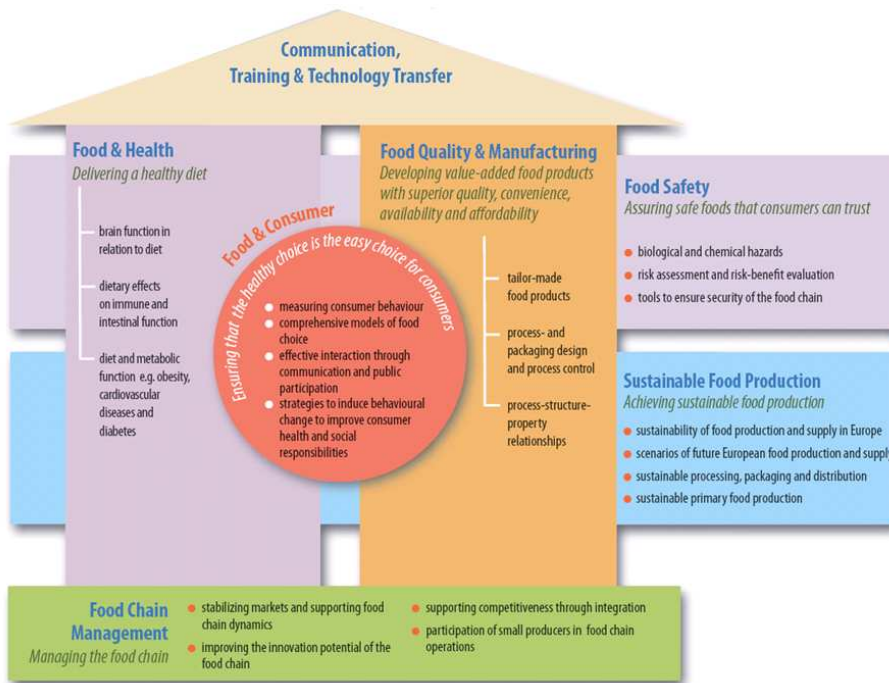 Communication,
Training & Technology Transfer
Food & Health
Delivering a healthy diet
brain function in
relation to diet
dietary effects
on immune and
intestinal function
diet and metabolic
function e.g. obesity,
cardiovascular
diseases and
diabetes
Food & Consumer
Ensuring that the healthy choice is the easy choice for consumers
measuring consumer behaviour
comprehensive models of food
choice
effective interaction through
communication and public
participation
strategies to induce behavioural
change to improve consumer
health and social
responsibilities
Food Quality & Manufacturing
Developing value-added food products
with superior quality, convenience,
availability and affordability
tailor-made
food products
process- and
packaging design
and process control
process-structure-
property
relationships
Food Safety
Assuring safe foods that consumers can trust
biological and chemical hazards
risk assessment and risk-benefit evaluation
tools to ensure security of the food chain
Sustainable Food Production
Achieving sustainable food production
sustainability of food production and supply in Europe
scenarios of future European food production and supply
sustainable processing, packaging and distribution
sustainable primary food production
Food Chain
Management
Managing the food chain
stabilizing markets and supporting food
chain dynamics
improving the innovation potential of the
food chain
supporting competitiveness through integration
participation of small producers in food chain
operations